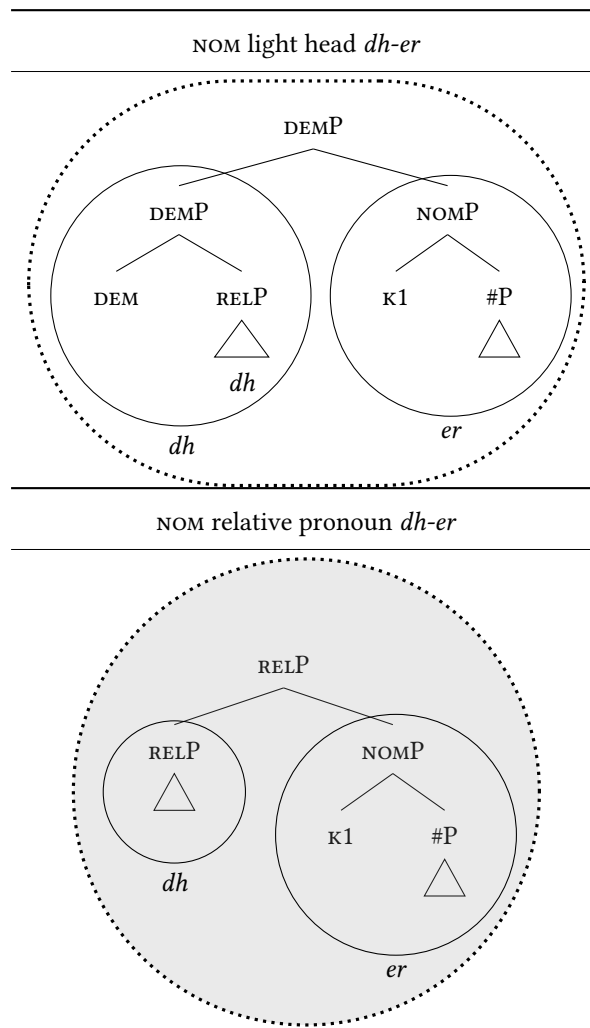 NOM light head dh-er
DEMP
DEMP NOMP
DEM RELP K1 #P
dh
dh er
NOM relative pronoun dh-er
RELP
RELP NOMP
K1 #P
dh
er